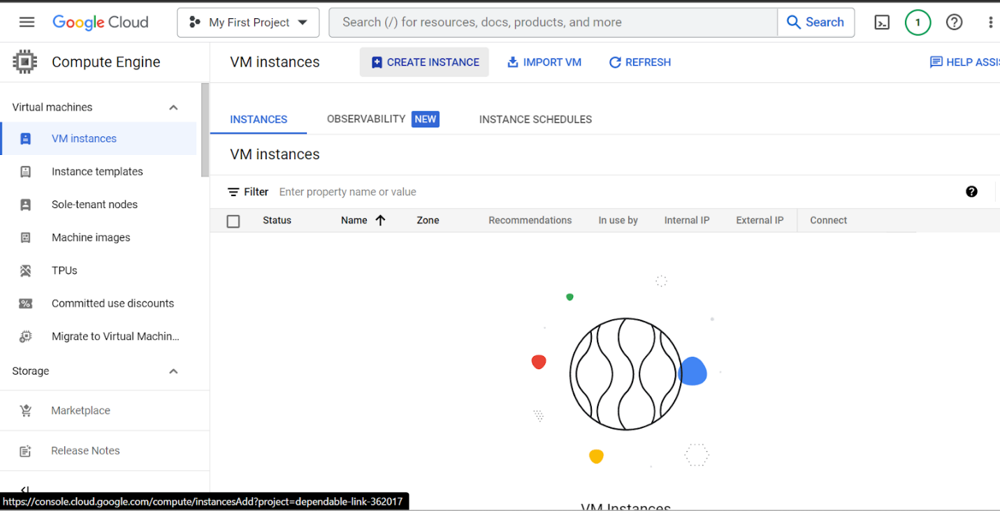 Google Cloud
My First Project
Search (/) for resources, docs, products, and more
Search
1
Compute Engine
VM instances
CREATE INSTANCE
IMPORT VM
REFRESH
HELP ASSIS
Virtual machines
VM instances
Instance templates
Sole-tenant nodes
Machine images
TPUs
Committed use discounts
Migrate to Virtual Machin...
Storage
Marketplace
Release Notes
INSTANCES
OBSERVABILITY NEW
INSTANCE SCHEDULES
VM instances
Filter Enter property name or value
Status Name Zone Recommendations In use by Internal IP External IP Connect
VM Instances
https://console.cloud.google.com/compute/instancesAdd?project=dependable-link-362017